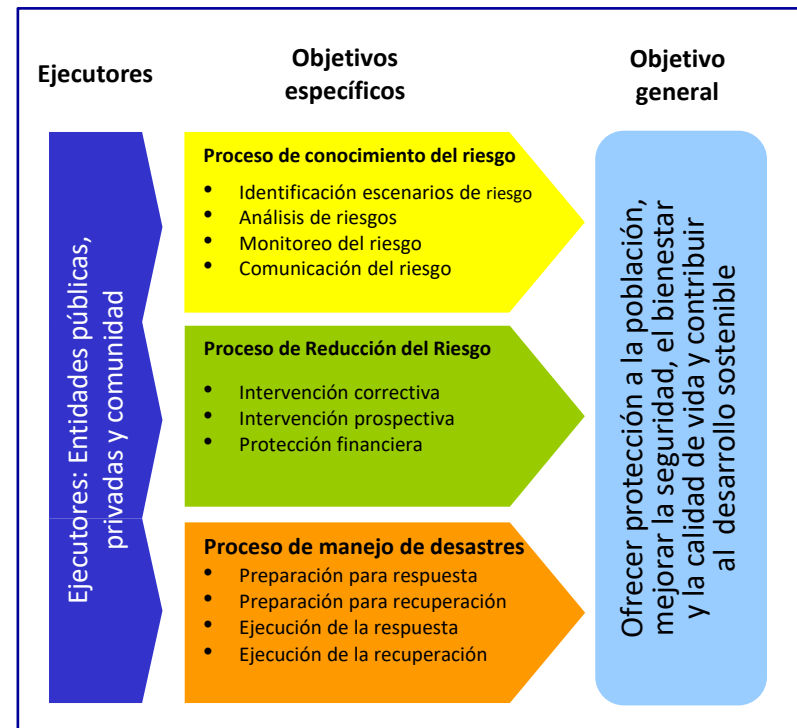 Ejecutores
Objetivos
específicos
Objetivo
general
Ejecutores: Entidades públicas,
privadas y comunidad
Proceso de conocimiento del riesgo
• Identificación escenarios de riesgo
• Análisis de riesgos
• Monitoreo del riesgo
• Comunicación del riesgo
Proceso de Reducción del Riesgo
• Intervención correctiva
• Intervención prospectiva
• Protección financiera
Proceso de manejo de desastres
• Preparación para respuesta
• Preparación para recuperación
• Ejecución de la respuesta
• Ejecución de la recuperación
Ofrecer protección a la población,
mejorar la seguridad, el bienestar
y la calidad de vida y contribuir
al desarrollo sostenible